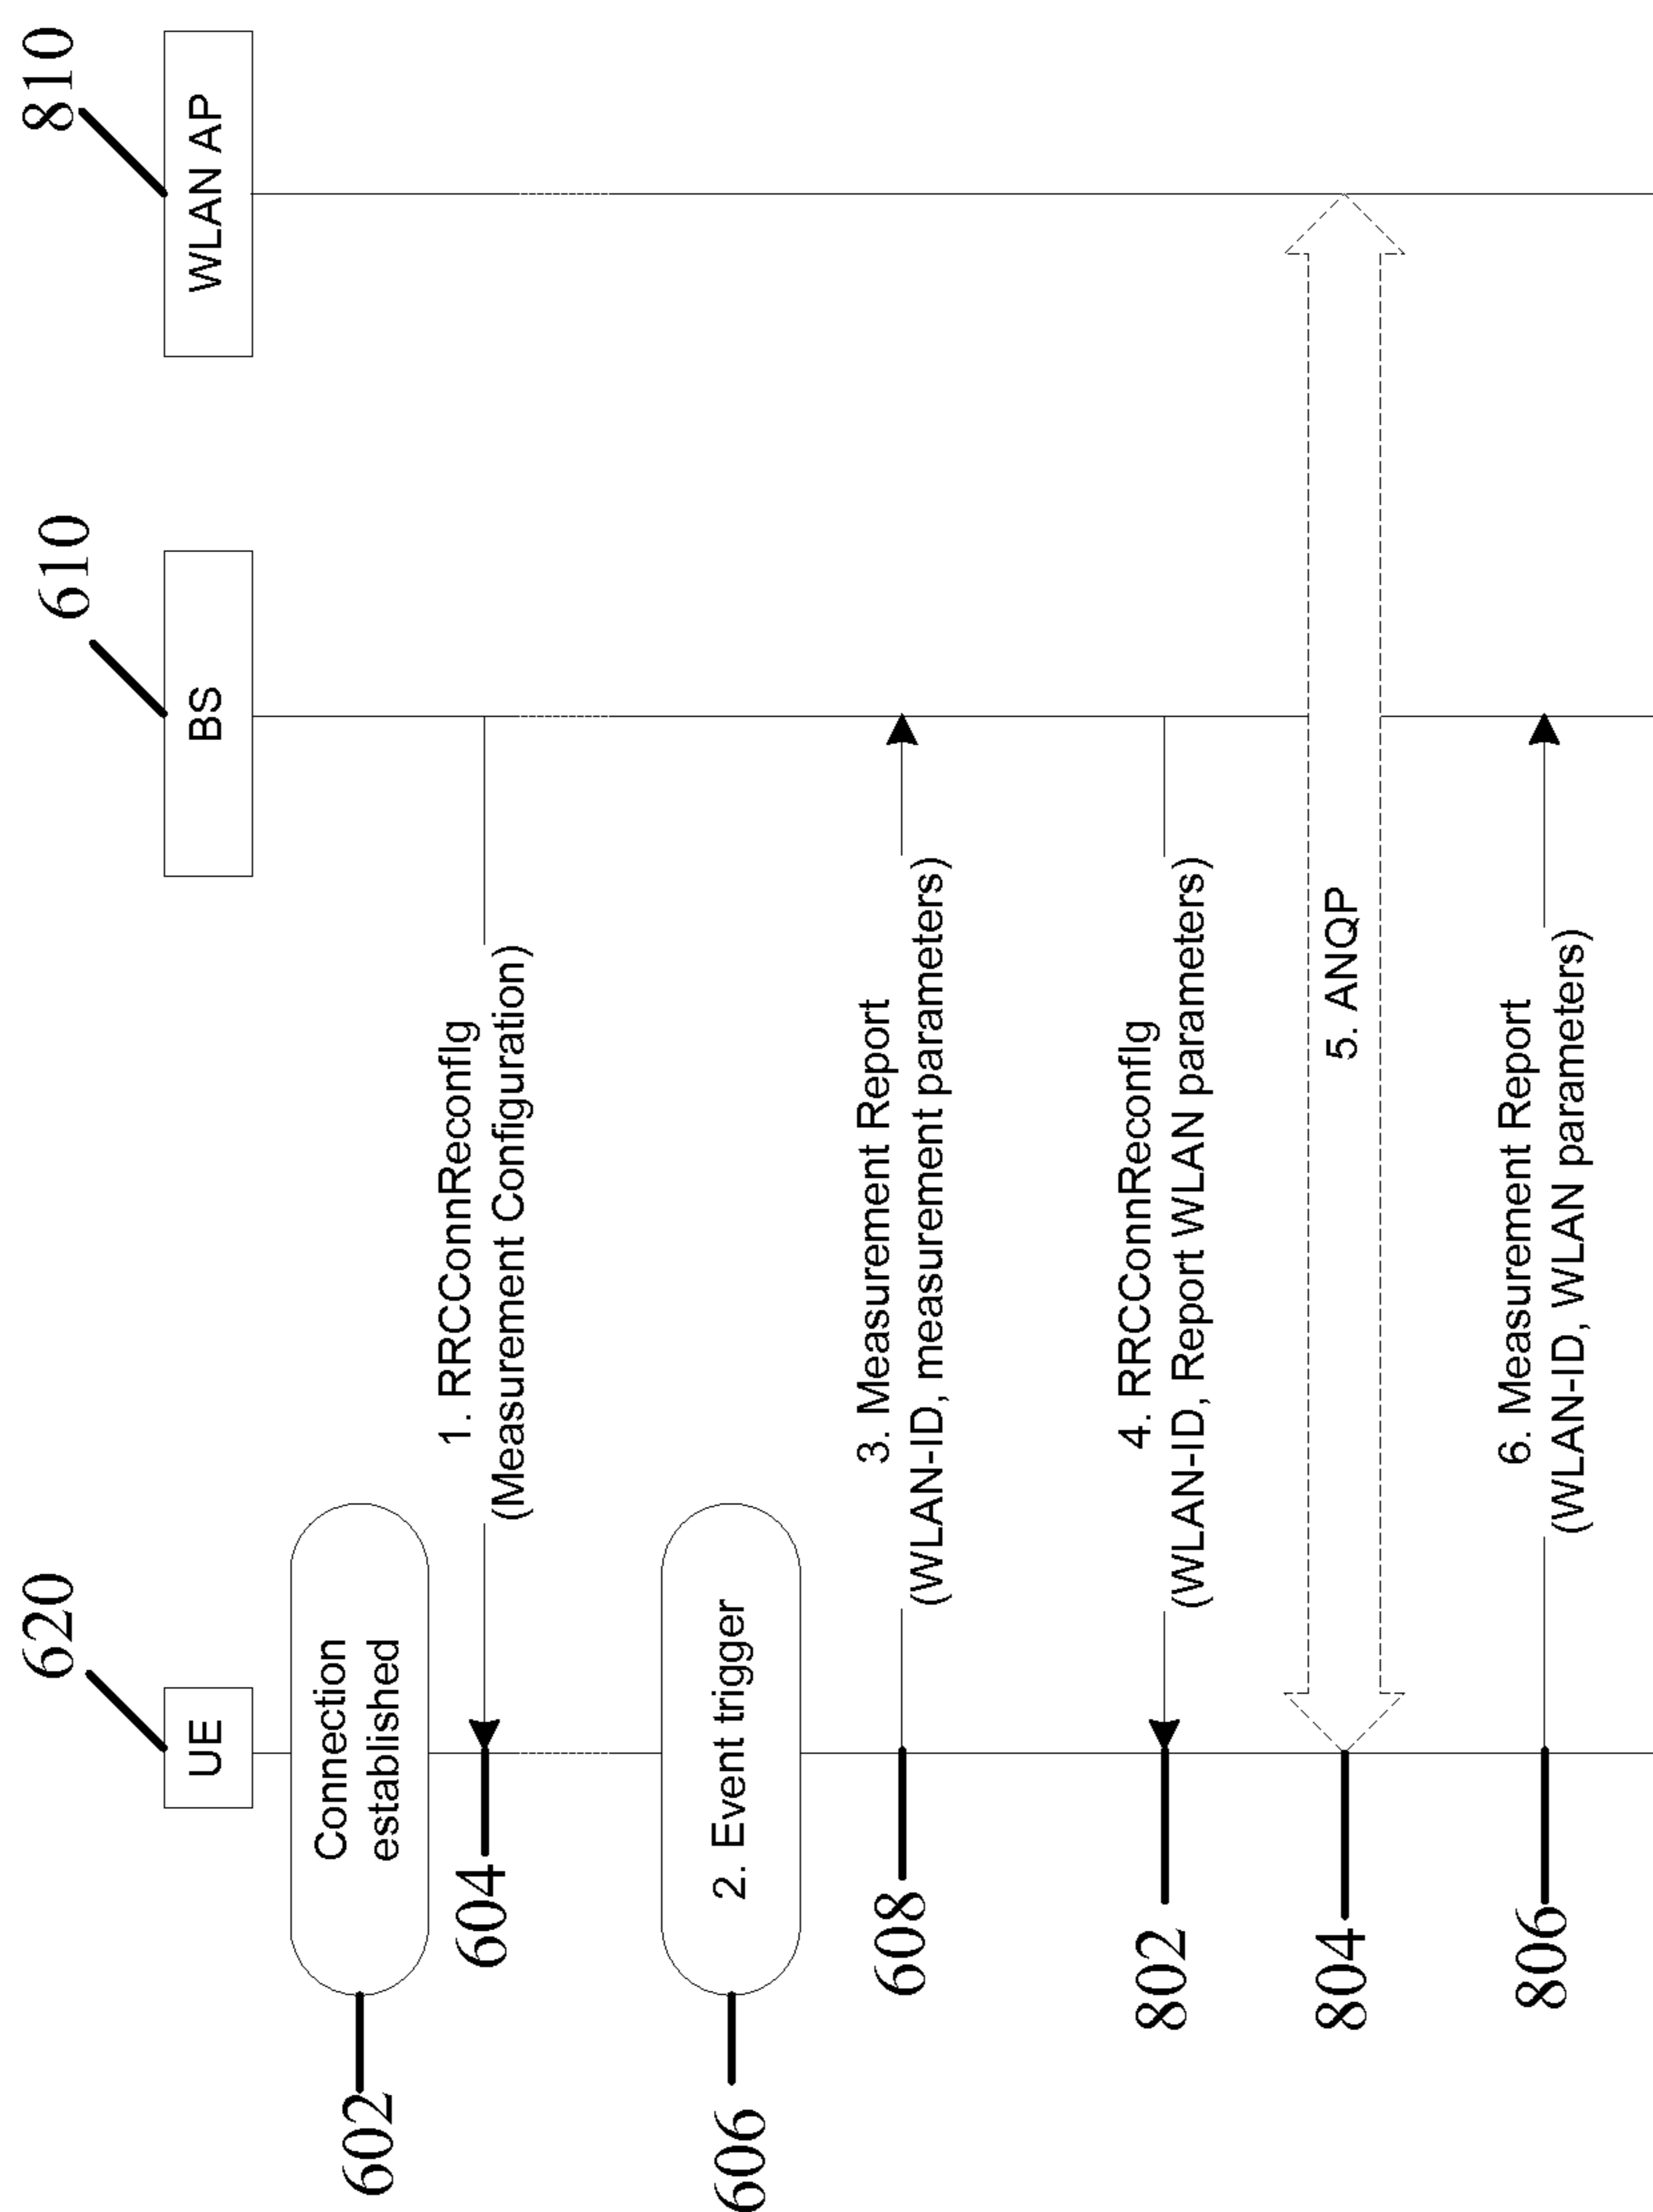 620
610
810
UE
BS
WLAN AP
602
Connection
established
604
1. RRCConnReconfig
(Measurement Configuration)
606
2. Event trigger
608
3. Measurement Report
(WLAN-ID, measurement parameters)
802
4. RRCConnReconfig
(WLAN-ID, Report WLAN parameters)
804
5. ANQP
806
6. Measurement Report
(WLAN-ID, WLAN parameters)